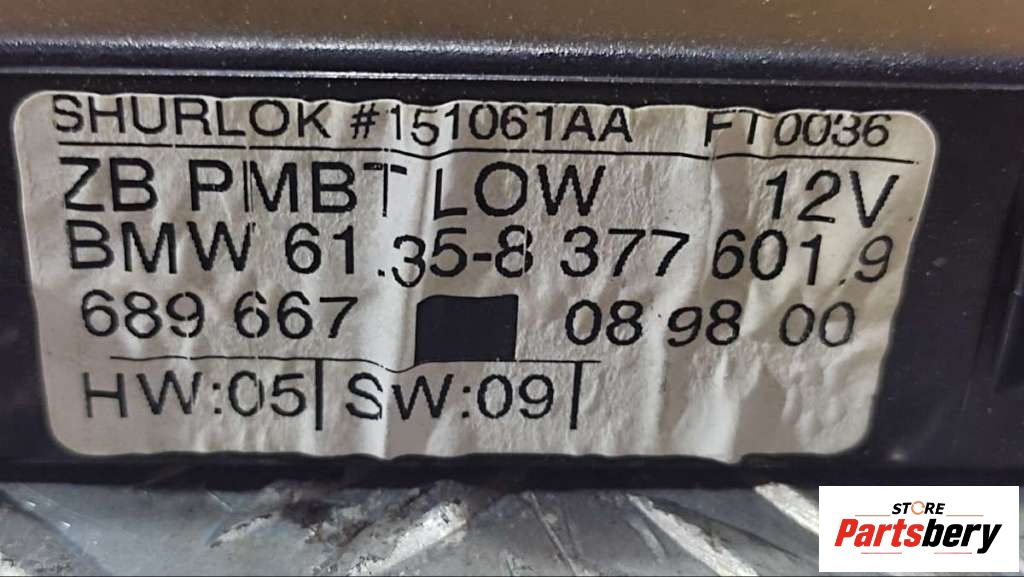 SHURLOK #151061AA FT0036
ZB PMBT LOW 12V
BMW 61.35-8 377 601.9
689 667 08 98 00
HW:05| SW:09|
STORE
Partsbery